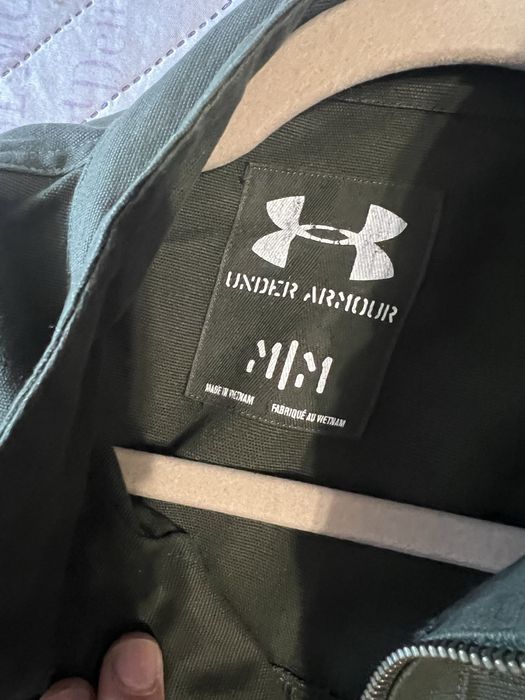 UNDER ARMOUR
M|M
MADE IN VIETNAM
FABRIQUÉ AU VIETNAM